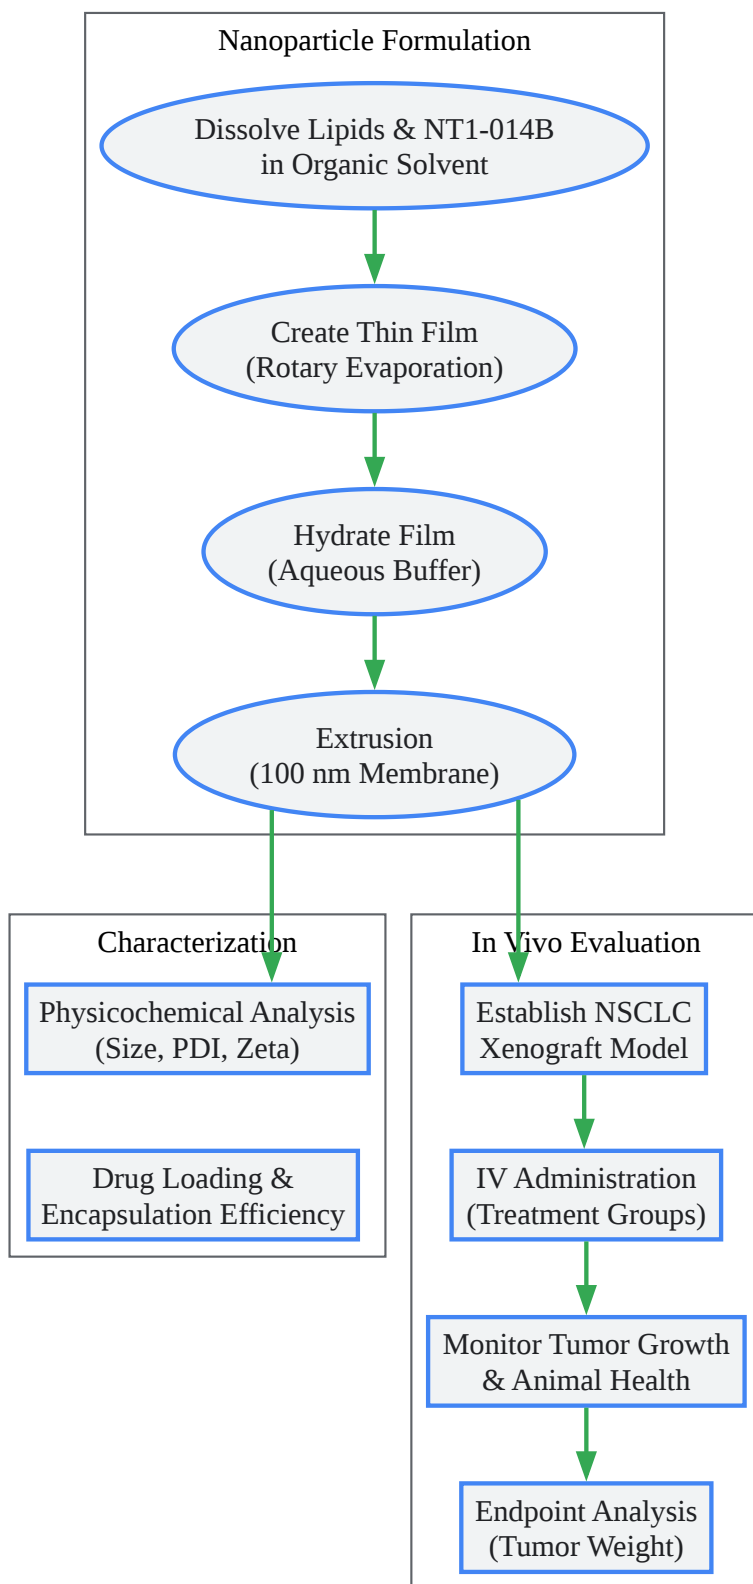 Nanoparticle Formulation
Dissolve Lipids & NT1-014B
in Organic Solvent
Create Thin Film
(Rotary Evaporation)
Hydrate Film
(Aqueous Buffer)
Extrusion
(100 nm Membrane)
Characterization
Physicochemical Analysis
(Size, PDI, Zeta)
Drug Loading &
Encapsulation Efficiency
In Vivo Evaluation
Establish NSCLC
Xenograft Model
IV Administration
(Treatment Groups)
Monitor Tumor Growth
& Animal Health
Endpoint Analysis
(Tumor Weight)